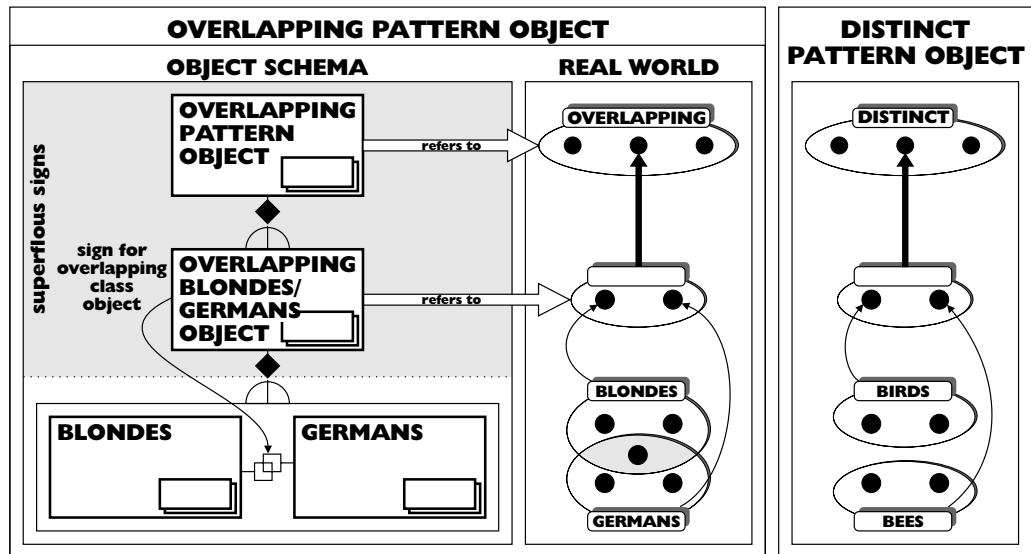 OVERLAPPING PATTERN OBJECT
OBJECT SCHEMA
REAL WORLD
superflous signs
OVERLAPPING
PATTERN
OBJECT
refers to
OVERLAPPING
sign for
overlapping
class
object
OVERLAPPING
BLONDES/
GERMANS
OBJECT
refers to
BLONDES
GERMANS
BLONDES
GERMANS
DISTINCT
PATTERN OBJECT
DISTINCT
BIRDS
BEES